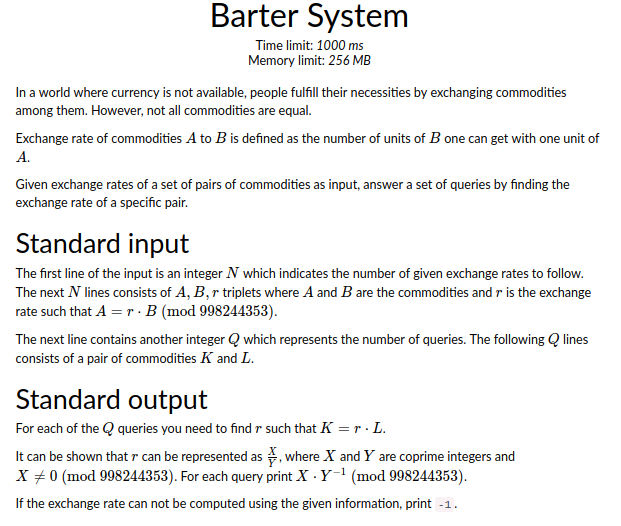 Barter System
Time limit: 1000 ms
Memory limit: 256 MB
In a world where currency is not available, people fulfill their necessities by exchanging commodities
among them. However, not all commodities are equal.
Exchange rate of commodities A to B is defined as the number of units of B one can get with one unit of
A.
Given exchange rates of a set of pairs of commodities as input, answer a set of queries by finding the
exchange rate of a specific pair.
Standard input
The first line of the input is an integer N which indicates the number of given exchange rates to follow.
The next N lines consists of A, B, r triplets where A and B are the commodities and r is the exchange
rate such that A = r · B (mod 998244353).
The next line contains another integer Q which represents the number of queries. The following Q lines
consists of a pair of commodities K and L.
Standard output
For each of the Q queries you need to find r such that K = r · L.
It can be shown that r can be represented as X/Y, where X and Y are coprime integers and
X ≠ 0 (mod 998244353). For each query print X · Y⁻¹ (mod 998244353).
If the exchange rate can not be computed using the given information, print -1.